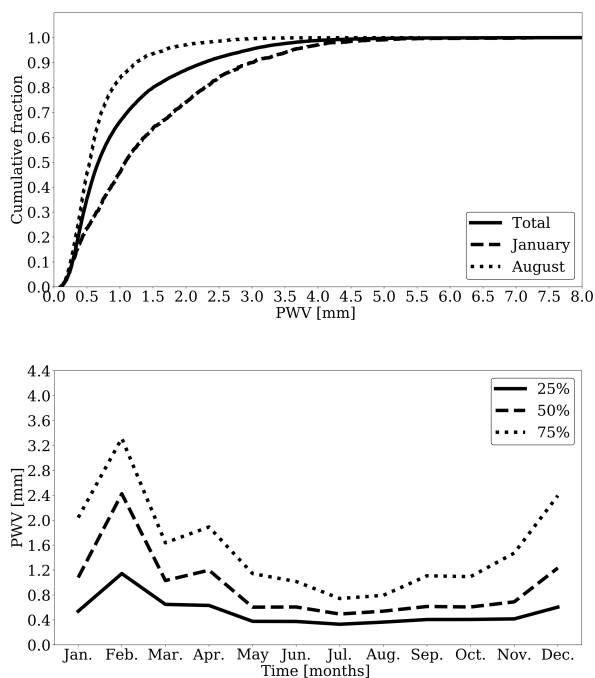 1.0
0.9
0.8
0.7
0.6
0.5
0.4
0.3
0.2
0.1
0.0
Cumulative fraction
Total
January
August
0.0 0.5 1.0 1.5 2.0 2.5 3.0 3.5 4.0 4.5 5.0 5.5 6.0 6.5 7.0 7.5 8.0
PWV [mm]
4.4
4.0
3.6
3.2
2.8
2.4
2.0
1.6
1.2
0.8
0.4
0.0
PWV [mm]
25%
50%
75%
Jan. Feb. Mar. Apr. May Jun. Jul. Aug. Sep. Oct. Nov. Dec.
Time [months]